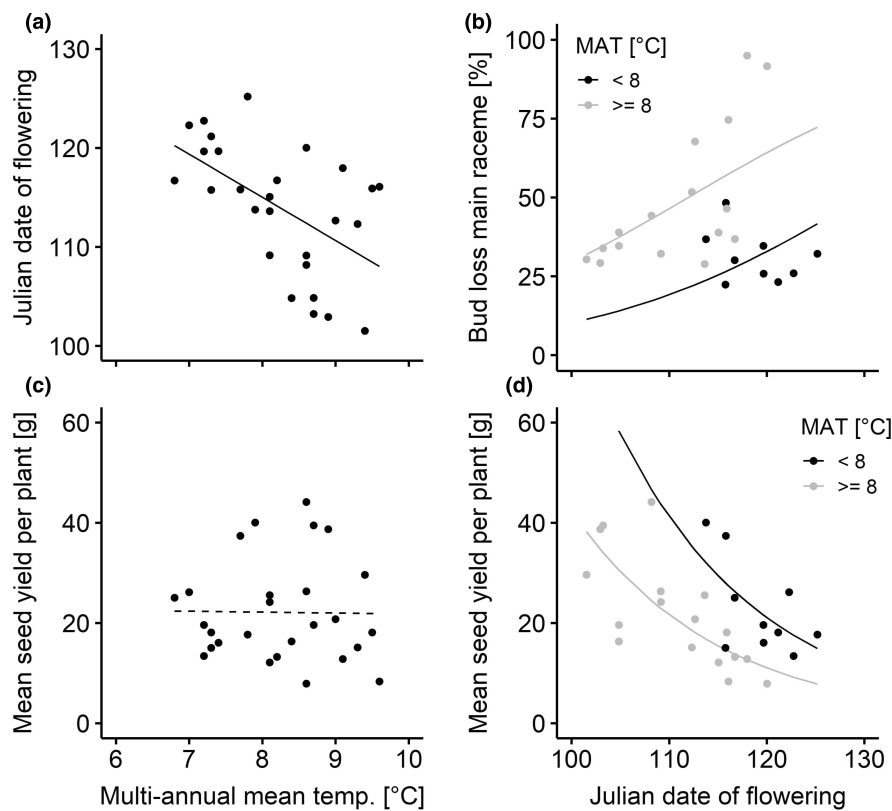 (a)
130
120
110
100
Julian date of flowering
(b)
100
75
50
25
0
Bud loss main raceme [%]
MAT [°C]
< 8
>= 8
(c)
60
40
20
0
Mean seed yield per plant [g]
6 7 8 9 10
Multi-annual mean temp. [°C]
(d)
60
40
20
0
Mean seed yield per plant [g]
MAT [°C]
< 8
>= 8
100 110 120 130
Julian date of flowering